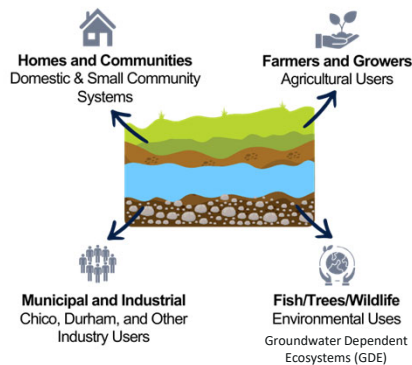 Homes and Communities
Domestic & Small Community
Systems
Farmers and Growers
Agricultural Users
Municipal and Industrial
Chico, Durham, and Other
Industry Users
Fish/Trees/Wildlife
Environmental Uses
Groundwater Dependent
Ecosystems (GDE)